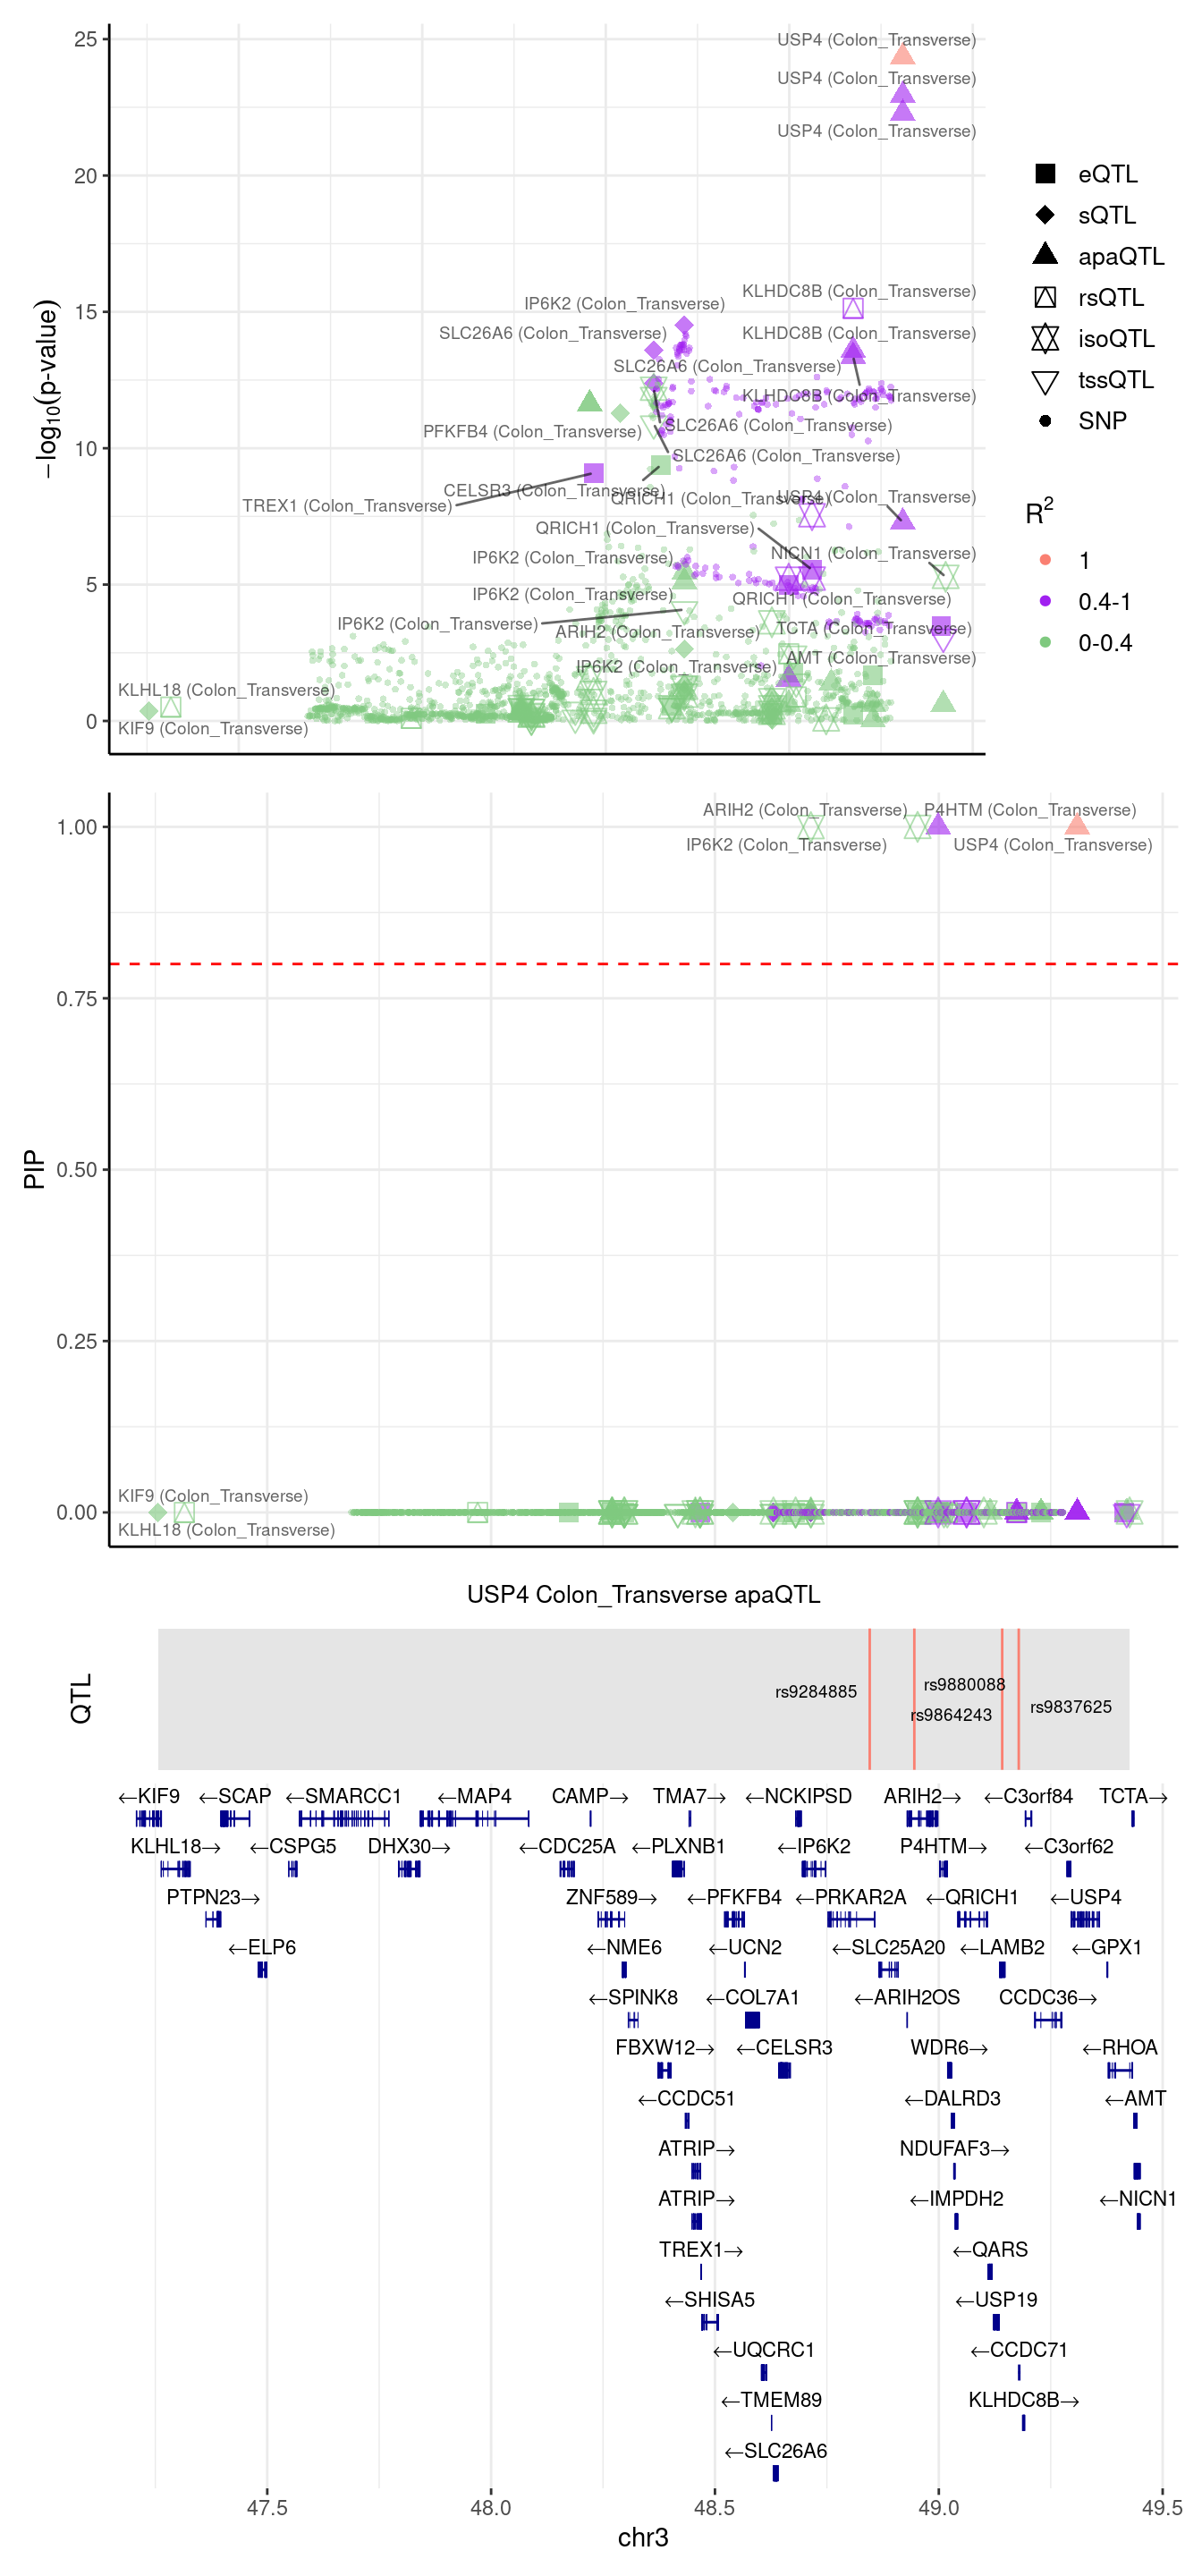 25
20
15
10
5
0
−log10(p-value)
USP4 (Colon_Transverse)
USP4 (Colon_Transverse)
USP4 (Colon_Transverse)
KLHDC8B (Colon_Transverse)
IP6K2 (Colon_Transverse)
SLC26A6 (Colon_Transverse)
KLHDC8B (Colon_Transverse)
SLC26A6 (Colon_Transverse)
KLHDC8B (Colon_Transverse)
PFKFB4 (Colon_Transverse)
SLC26A6 (Colon_Transverse)
SLC26A6 (Colon_Transverse)
CELSR3 (Colon_Transverse)
QRICH1 (Colon_Transverse)
USP4 (Colon_Transverse)
TREX1 (Colon_Transverse)
QRICH1 (Colon_Transverse)
IP6K2 (Colon_Transverse)
NICN1 (Colon_Transverse)
IP6K2 (Colon_Transverse)
QRICH1 (Colon_Transverse)
IP6K2 (Colon_Transverse)
ARIH2 (Colon_Transverse)
TCTA (Colon_Transverse)
IP6K2 (Colon_Transverse)
AMT (Colon_Transverse)
KLHL18 (Colon_Transverse)
KIF9 (Colon_Transverse)
eQTL
sQTL
apaQTL
rsQTL
isoQTL
tssQTL
SNP
R2
1
0.4-1
0-0.4
1.00
0.75
0.50
0.25
0.00
PIP
ARIH2 (Colon_Transverse)
P4HTM (Colon_Transverse)
IP6K2 (Colon_Transverse)
USP4 (Colon_Transverse)
KIF9 (Colon_Transverse)
KLHL18 (Colon_Transverse)
USP4 Colon_Transverse apaQTL
QTL
rs9284885
rs9880088
rs9864243
rs9837625
←KIF9 ←SCAP ←SMARCC1 ←MAP4 CAMP→ TMA7→ ←NCKIPSD ARIH2→ ←C3orf84 TCTA→
KLHL18→ ←CSPG5 DHX30→ ←CDC25A ←PLXNB1 ←IP6K2 P4HTM→ ←C3orf62
PTPN23→ ZNF589→ ←PFKFB4 ←PRKAR2A ←QRICH1 ←USP4
←ELP6 ←NME6 ←UCN2 ←SLC25A20 ←LAMB2 ←GPX1
←SPINK8 ←COL7A1 ←ARIH2OS CCDC36→
FBXW12→ ←CELSR3 WDR6→ ←RHOA
←CCDC51 ←DALRD3 ←AMT
ATRIP→ NDUFAF3→
ATRIP→ ←IMPDH2 ←NICN1
TREX1→ ←QARS
←SHISA5 ←USP19
←UQCRC1 ←CCDC71
←TMEM89 KLHDC8B→
←SLC26A6
47.5 48.0 48.5 49.0 49.5
chr3